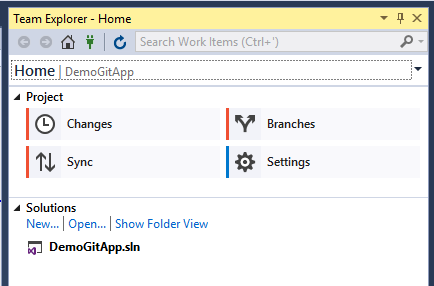 Team Explorer - Home
Search Work Items (Ctrl+')
Home | DemoGitApp
Project
Changes
Branches
Sync
Settings
Solutions
New... | Open... | Show Folder View
DemoGitApp.sln